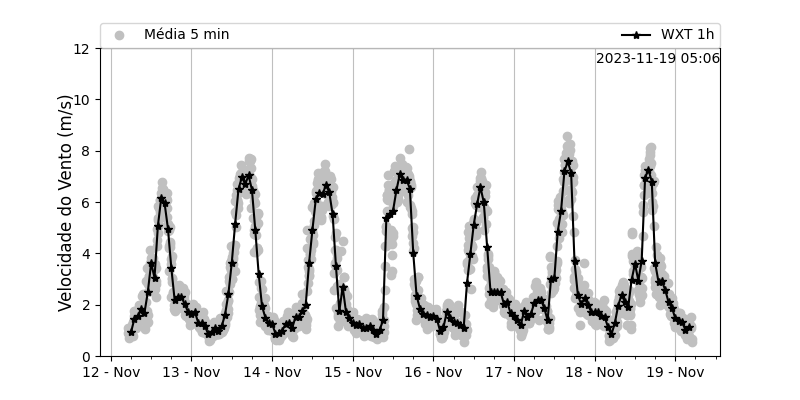 Média 5 min
WXT 1h
2023-11-19 05:06
Velocidade do Vento (m/s)
12
10
8
6
4
2
0
12 - Nov
13 - Nov
14 - Nov
15 - Nov
16 - Nov
17 - Nov
18 - Nov
19 - Nov